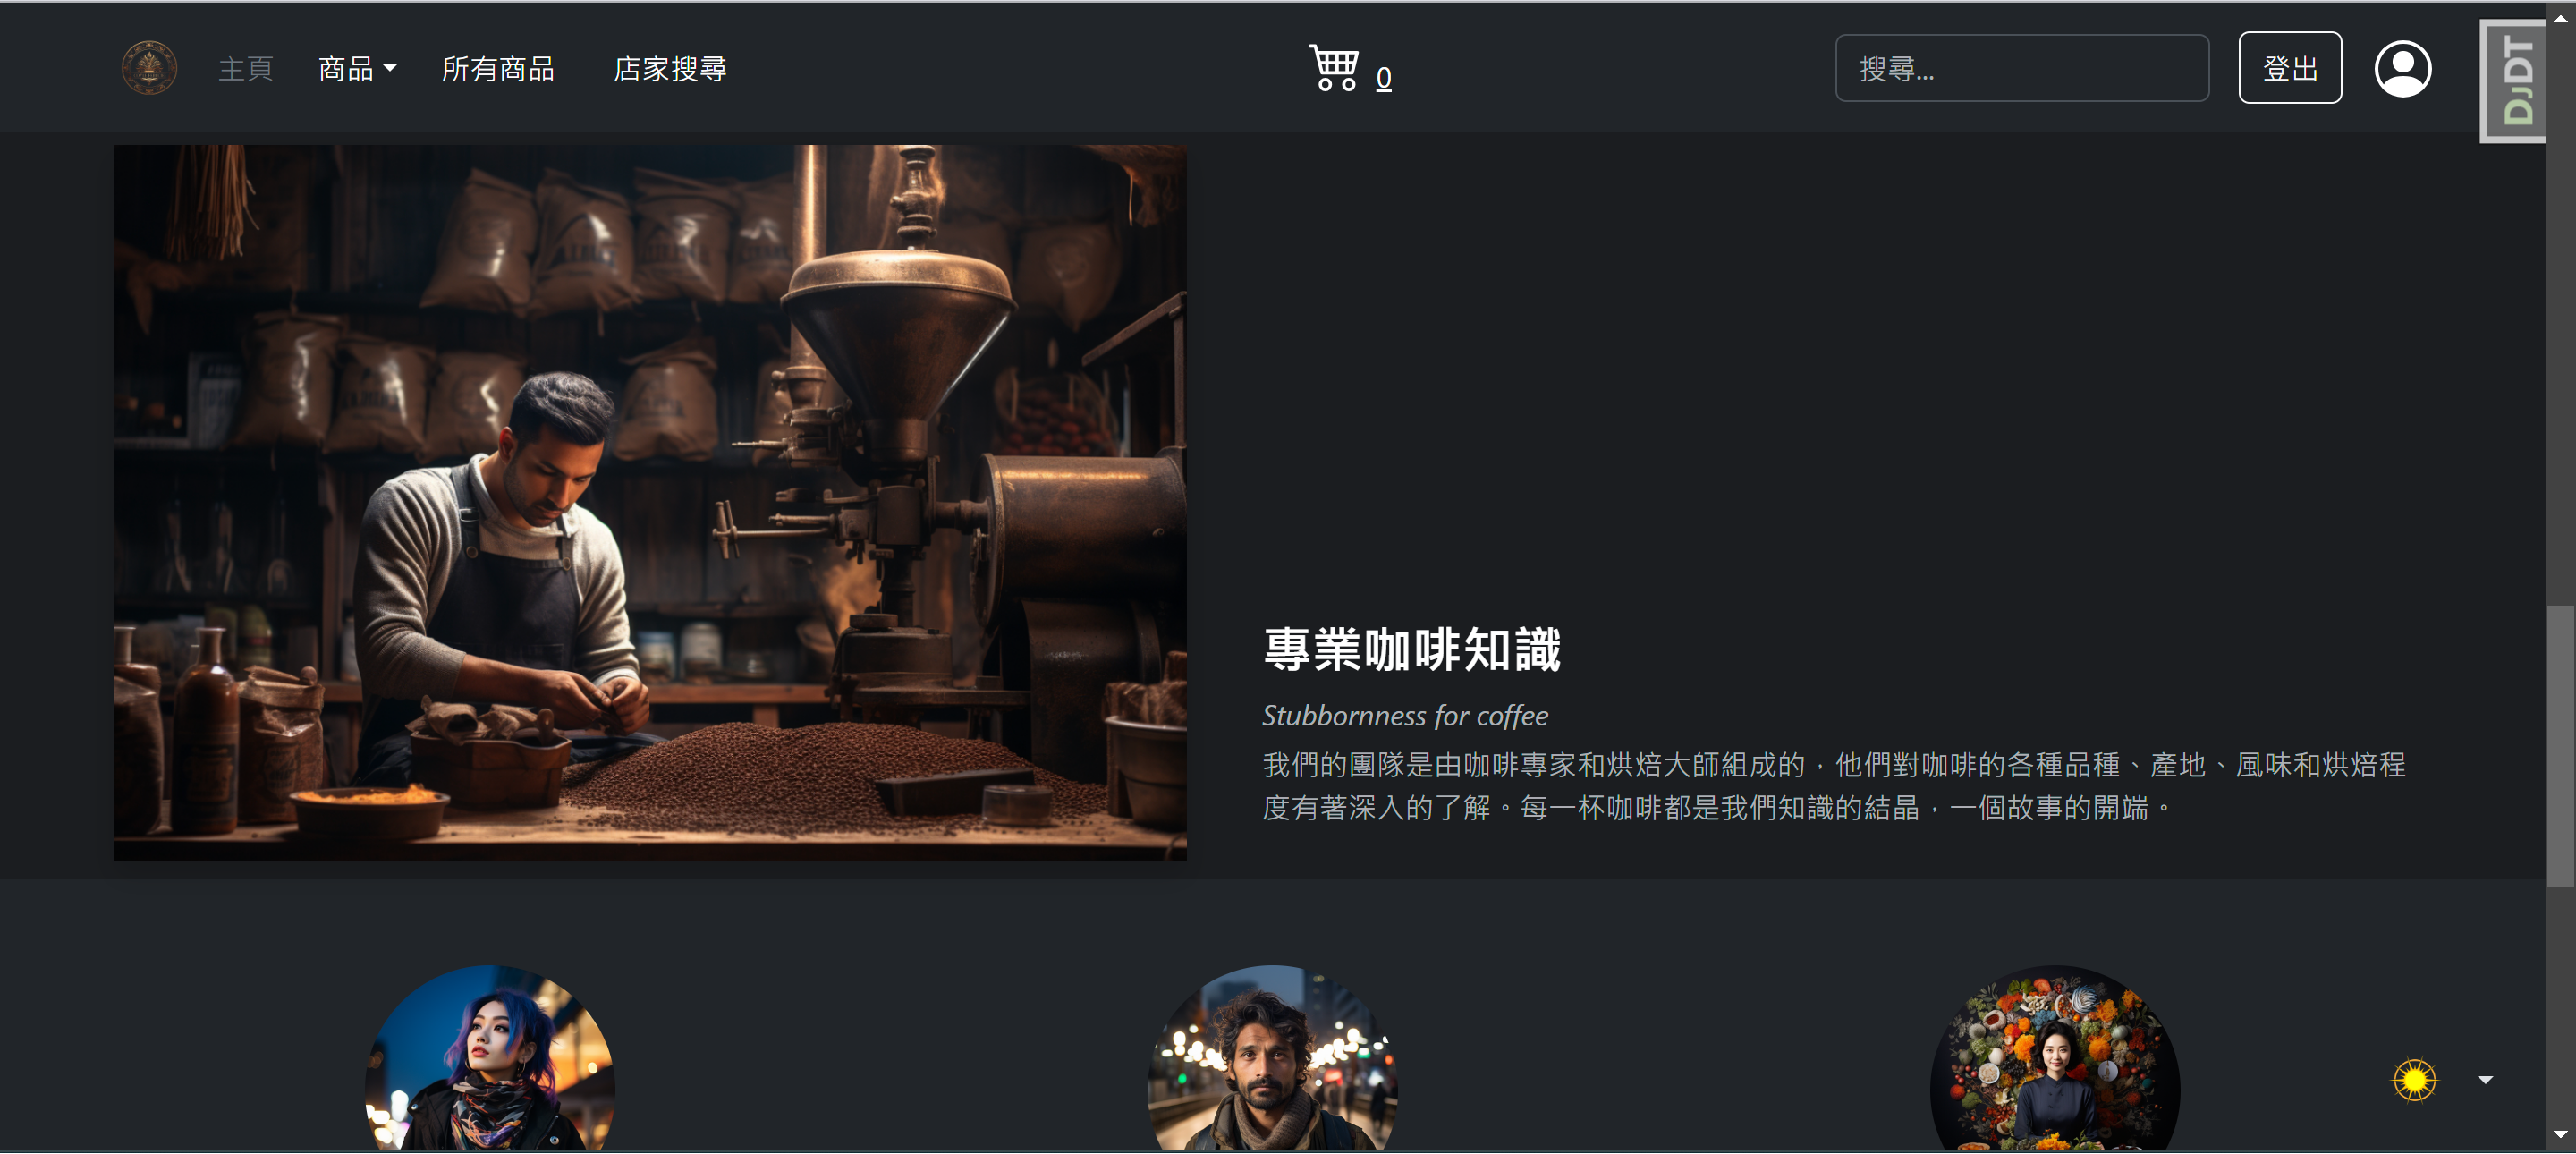 主頁
商品
所有商品
店家搜尋
0
搜尋...
登出
DJDT
專業咖啡知識
Stubbornness for coffee
我們的團隊是由咖啡專家和烘焙大師組成的，他們對咖啡的各種品種、產地、風味和烘焙程
度有著深入的了解。每一杯咖啡都是我們知識的結晶，一個故事的開端。